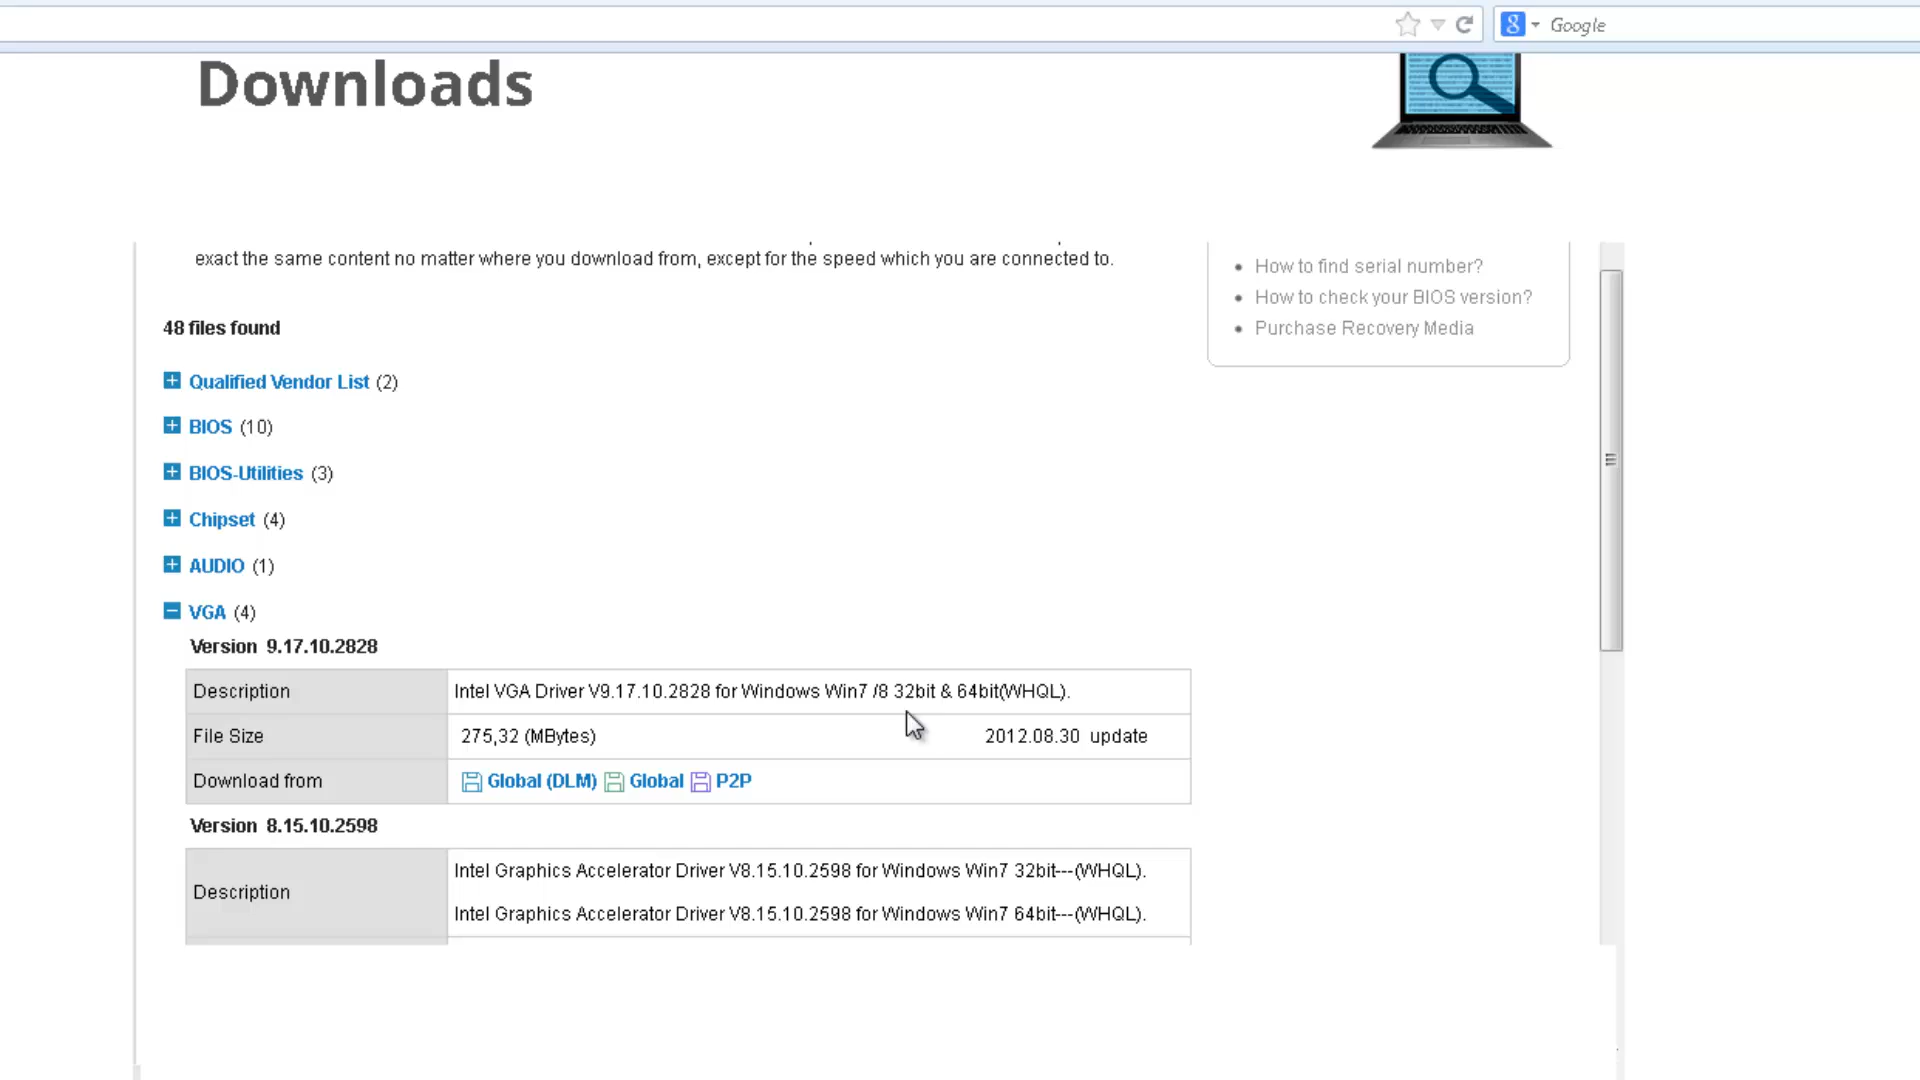 Google
Downloads
exact the same content no matter where you download from, except for the speed which you are connected to.
How to find serial number?
How to check your BIOS version?
Purchase Recovery Media
48 files found
Qualified Vendor List (2)
BIOS (10)
BIOS-Utilities (3)
Chipset (4)
AUDIO (1)
VGA (4)
Version 9.17.10.2828
Description Intel VGA Driver V9.17.10.2828 for Windows Win7 /8 32bit & 64bit(WHQL).
File Size 275,32 (MBytes) 2012.08.30 update
Download from Global (DLM) Global P2P
Version 8.15.10.2598
Description
Intel Graphics Accelerator Driver V8.15.10.2598 for Windows Win7 32bit---(WHQL).
Intel Graphics Accelerator Driver V8.15.10.2598 for Windows Win7 64bit---(WHQL).